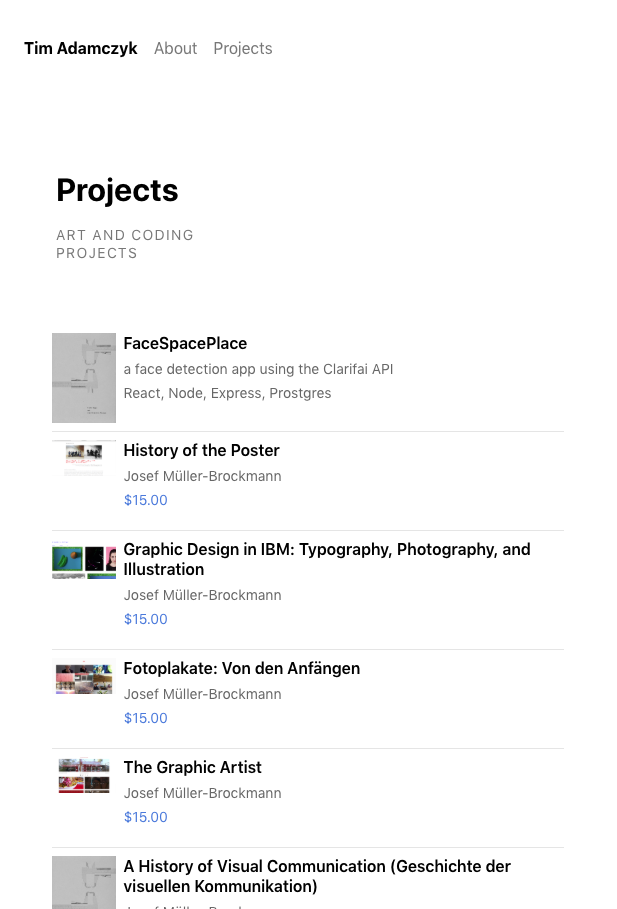 Tim Adamczyk About Projects
Projects
ART AND CODING
PROJECTS
FaceSpacePlace
a face detection app using the Clarifai API
React, Node, Express, Prostgres
History of the Poster
Josef Müller-Brockmann
$15.00
Graphic Design in IBM: Typography, Photography, and
Illustration
Josef Müller-Brockmann
$15.00
Fotoplakate: Von den Anfängen
Josef Müller-Brockmann
$15.00
The Graphic Artist
Josef Müller-Brockmann
$15.00
A History of Visual Communication (Geschichte der
visuellen Kommunikation)